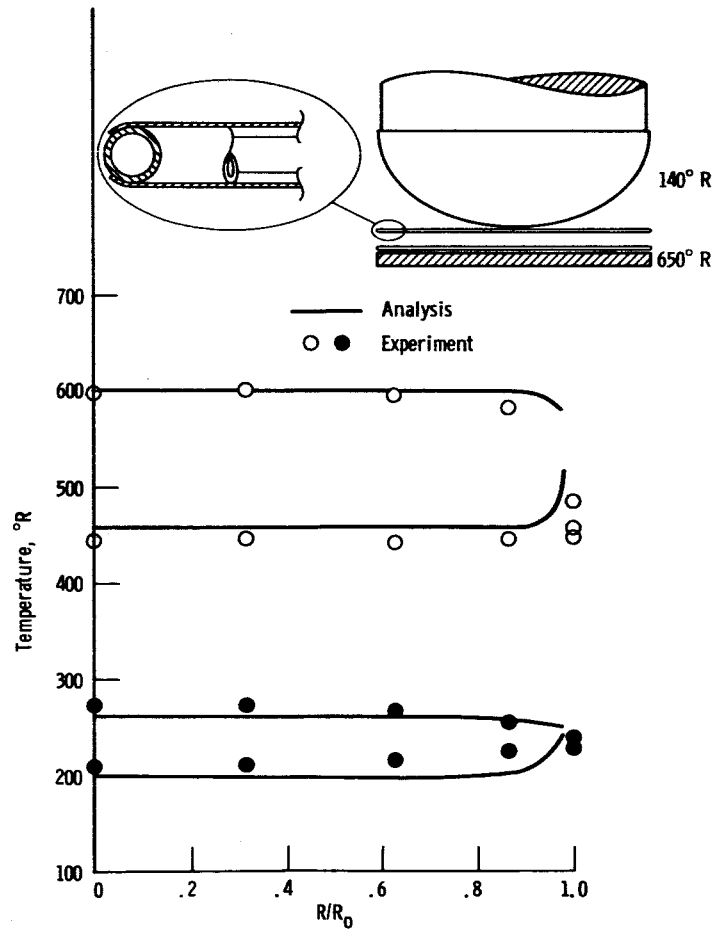 140° R
650° R
700
Analysis
Experiment
600
500
400
300
200
100
Temperature, °R
0
.2
.4
.6
.8
1.0
R/R₀